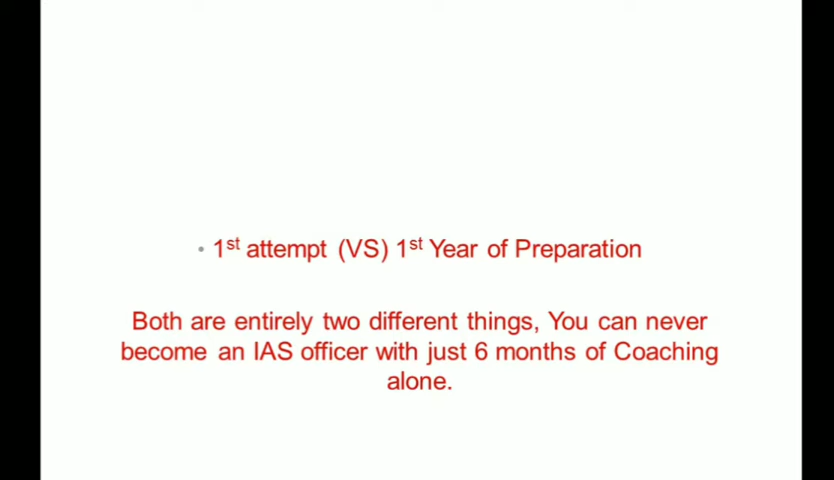 • 1st attempt (VS) 1st Year of Preparation
Both are entirely two different things, You can never
become an IAS officer with just 6 months of Coaching
alone.